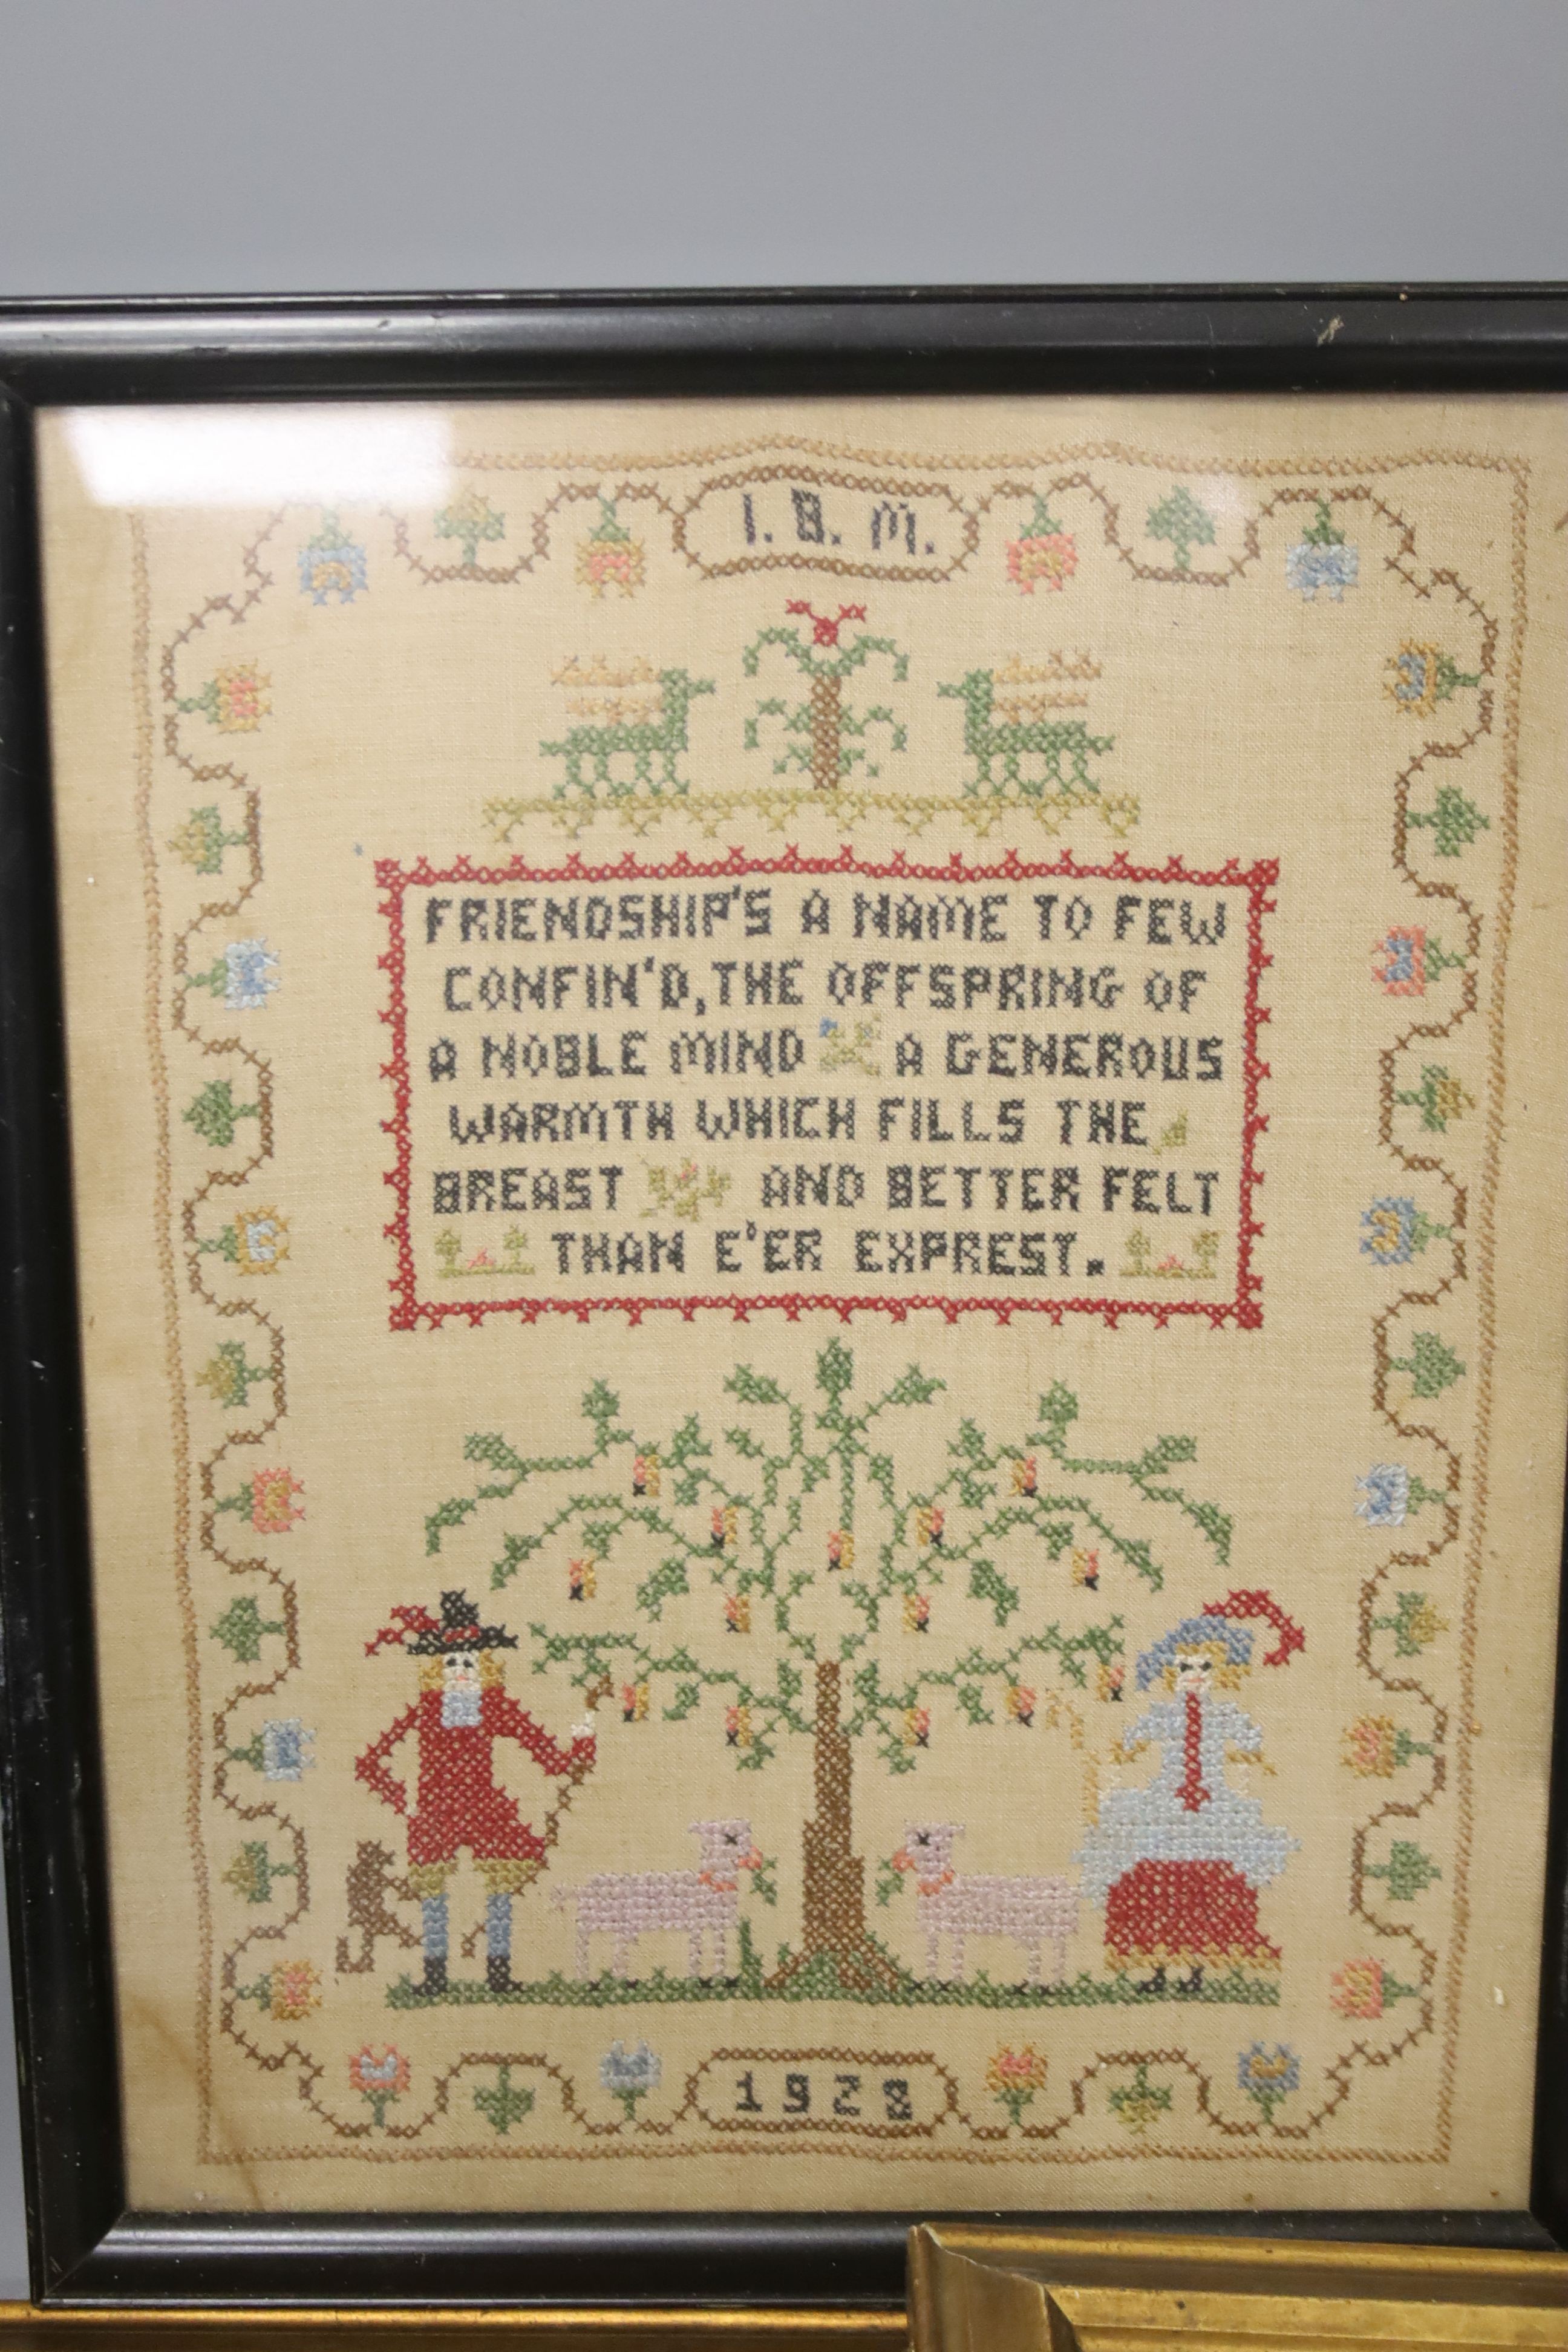 I. B. M.
FRIENDSHIP'S A NAME TO FEW
CONFIN'D, THE OFFSPRING OF
A NOBLE MIND A GENEROUS
WARMTH WHICH FILLS THE
BREAST AND BETTER FELT
THAN E'ER EXPREST.
1928